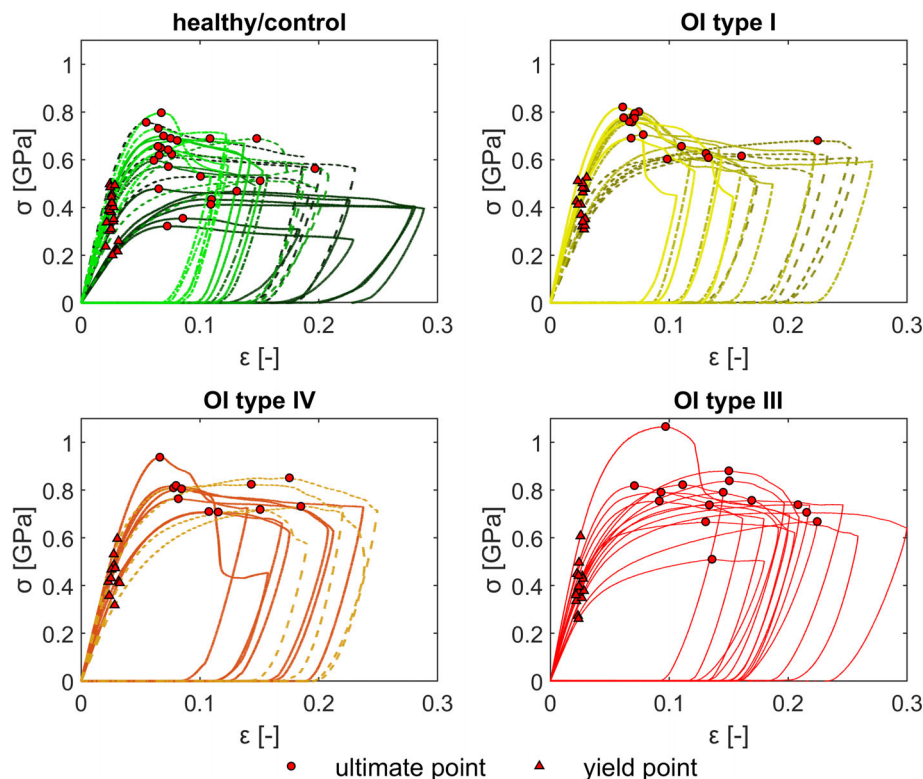 healthy/control
OI type I
1
0.8
0.6
0.4
0.2
0
σ [GPa]
0 0.1 0.2 0.3
ε [-]
1
0.8
0.6
0.4
0.2
0
σ [GPa]
0 0.1 0.2 0.3
ε [-]
OI type IV
OI type III
1
0.8
0.6
0.4
0.2
0
σ [GPa]
0 0.1 0.2 0.3
ε [-]
1
0.8
0.6
0.4
0.2
0
σ [GPa]
0 0.1 0.2 0.3
ε [-]
ultimate point
yield point